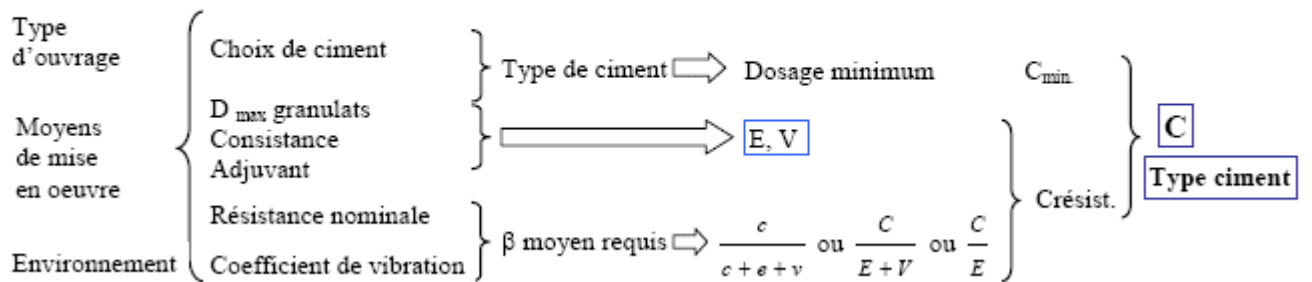 Type
d'ouvrage
Moyens
de mise
en oeuvre
Environnement
Choix de ciment
D max granulats
Consistance
Adjuvant
Résistance nominale
Coefficient de vibration
Type de ciment
Dosage minimum
Cmin.
E, V
β moyen requis
c / c + e + v ou C / E + V ou C / E
Crésist.
C
Type ciment